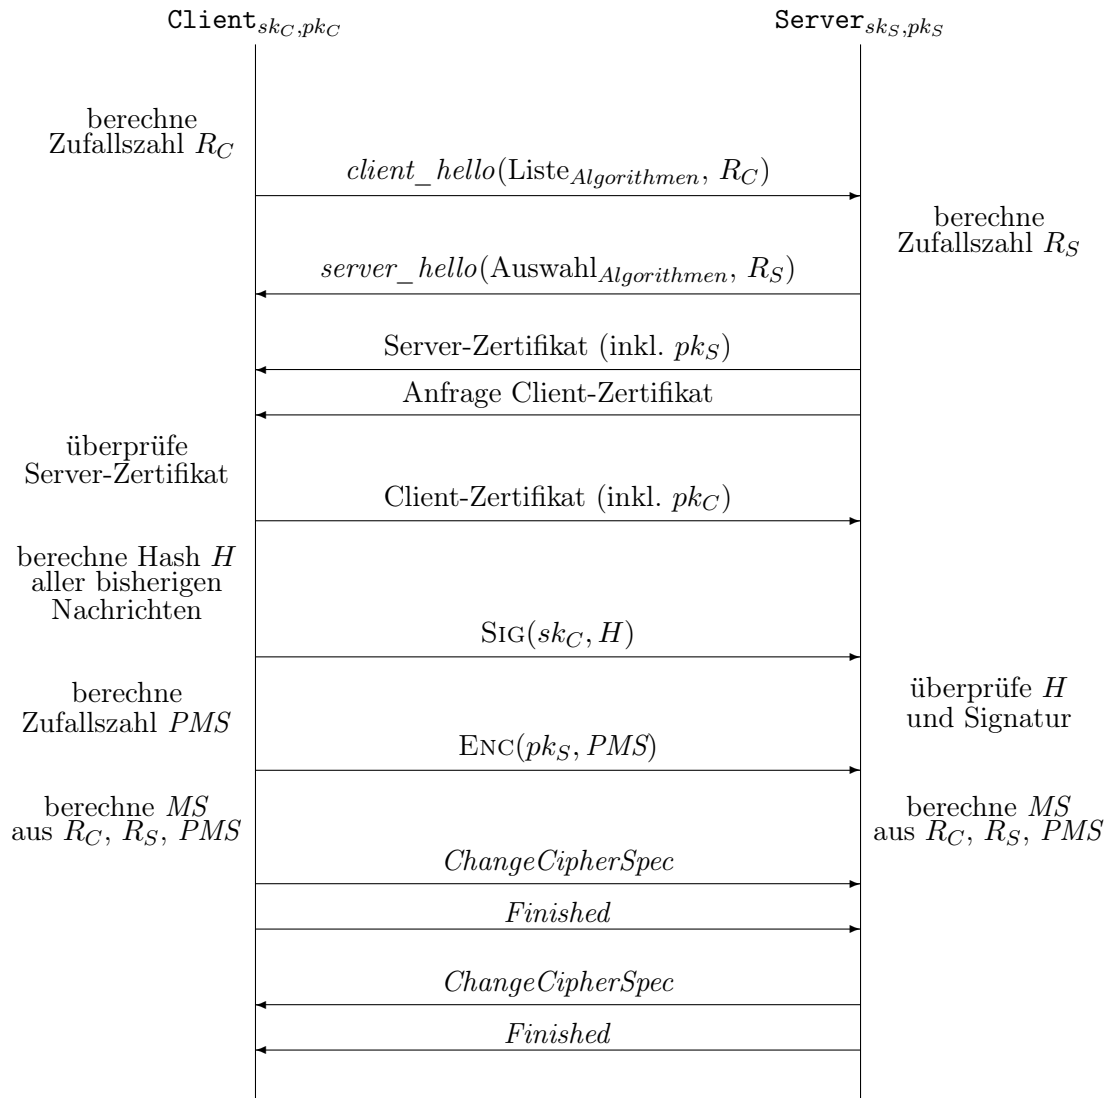 Client_{sk_C,pk_C} Server_{sk_S,pk_S}
berechne
Zufallszahl R_C
client_hello(Liste_{Algorithmen}, R_C)
berechne
Zufallszahl R_S
server_hello(Auswahl_{Algorithmen}, R_S)
Server-Zertifikat (inkl. pk_S)
Anfrage Client-Zertifikat
überprüfe
Server-Zertifikat
Client-Zertifikat (inkl. pk_C)
berechne Hash H
aller bisherigen
Nachrichten
SIG(sk_C, H)
überprüfe H
und Signatur
berechne
Zufallszahl PMS
ENC(pk_S, PMS)
berechne MS
aus R_C, R_S, PMS
berechne MS
aus R_C, R_S, PMS
ChangeCipherSpec
Finished
ChangeCipherSpec
Finished